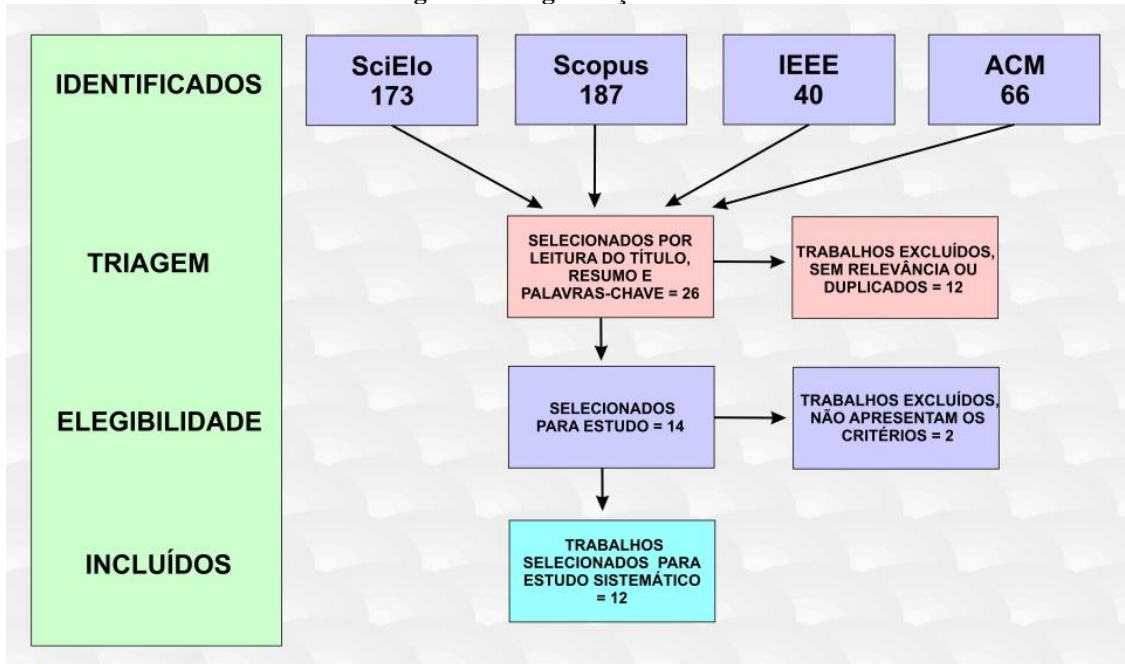 IDENTIFICADOS
SciElo
173
Scopus
187
IEEE
40
ACM
66
TRIAGEM
SELECIONADOS POR
LEITURA DO TÍTULO,
RESUMO E
PALAVRAS-CHAVE = 26
TRABALHOS EXCLUÍDOS,
SEM RELEVÂNCIA OU
DUPLICADOS = 12
ELEGIBILIDADE
SELECIONADOS
PARA ESTUDO = 14
TRABALHOS EXCLUÍDOS,
NÃO APRESENTAM OS
CRITÉRIOS = 2
INCLUÍDOS
TRABALHOS
SELECIONADOS PARA
ESTUDO SISTEMÁTICO
= 12